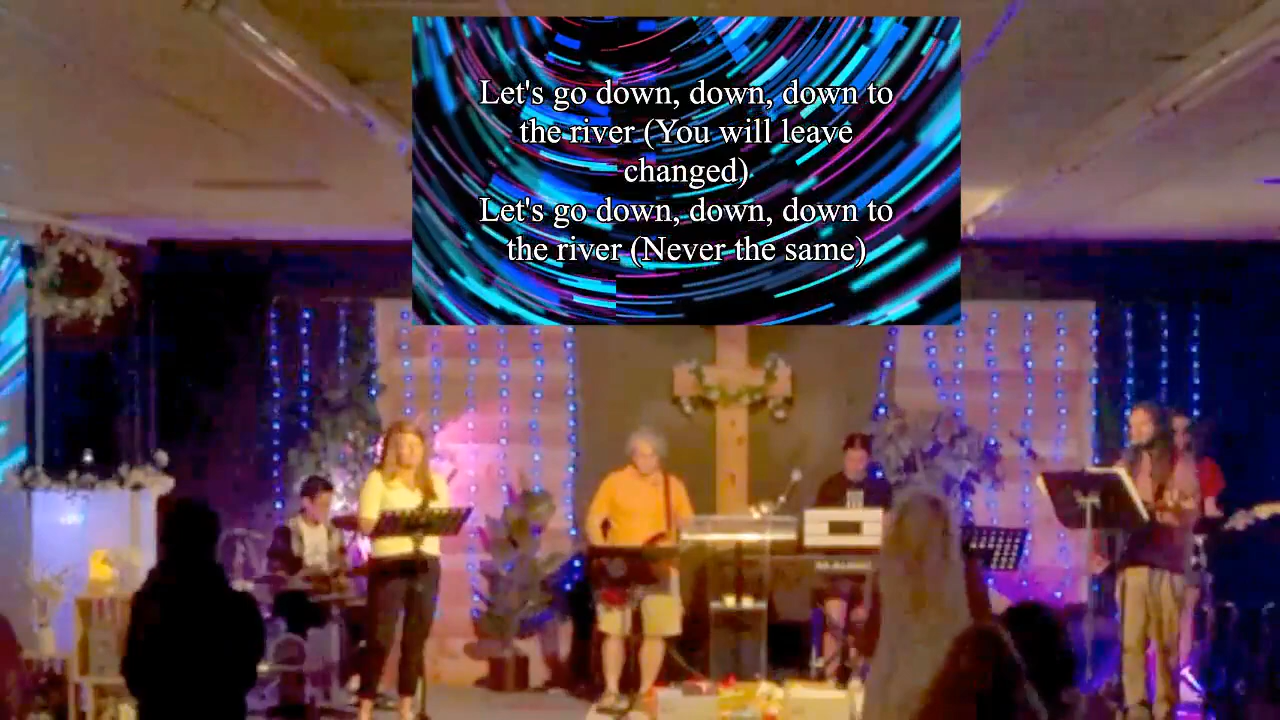 Let's go down, down, down to
the river (You will leave
changed)
Let's go down, down, down to
the river (Never the same)